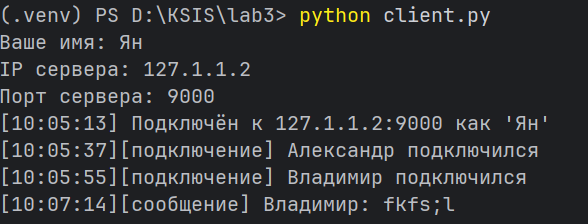 (.venv) PS D:\KSIS\lab3> python client.py
Ваше имя: Ян
IP сервера: 127.1.1.2
Порт сервера: 9000
[10:05:13] Подключён к 127.1.1.2:9000 как 'Ян'
[10:05:37][подключение] Александр подключился
[10:05:55][подключение] Владимир подключился
[10:07:14][сообщение] Владимир: fkfs;l